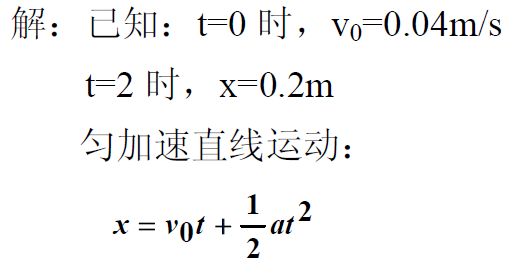 解：已知：t=0 时，v₀=0.04m/s
t=2 时，x=0.2m
匀加速直线运动：
x = v₀t + \frac{1}{2}at²